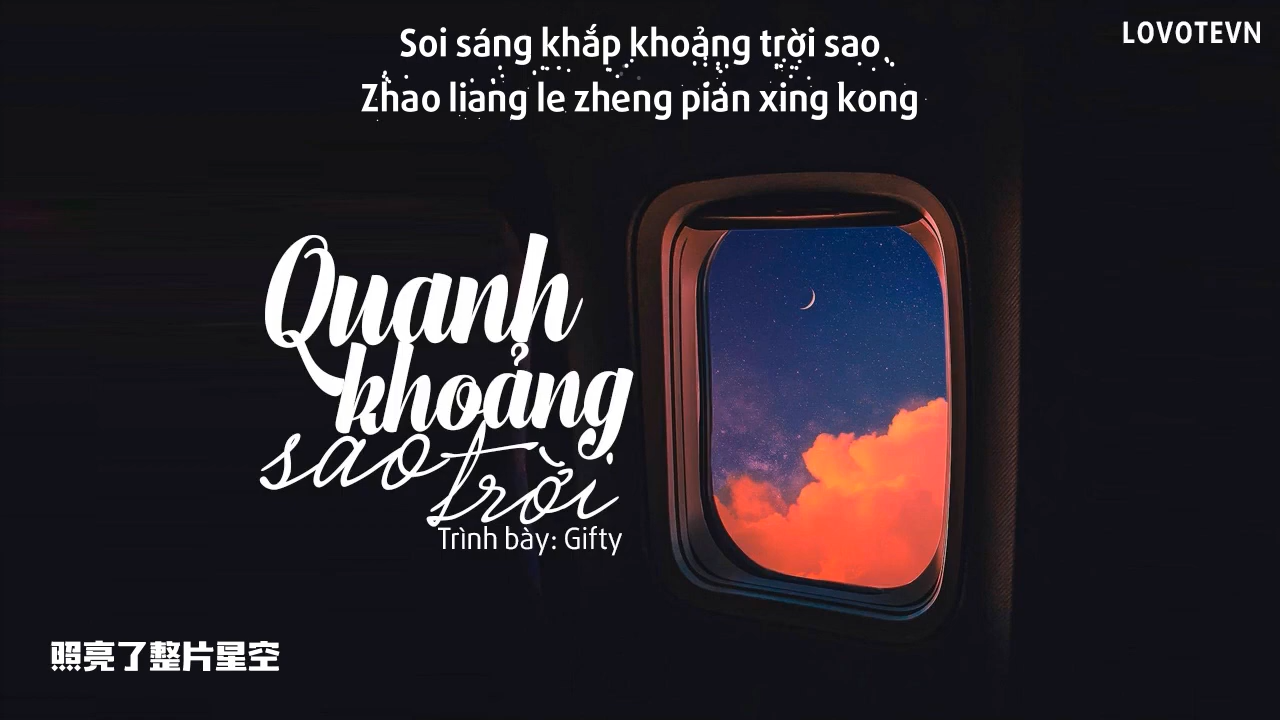 Soi sáng khắp khoảng trời sao
Zhao liang le zheng pian xing kong
LOVOTEVN
Quanh
khoảng
sao
trời
Trình bày: Gifty
照亮了整片星空